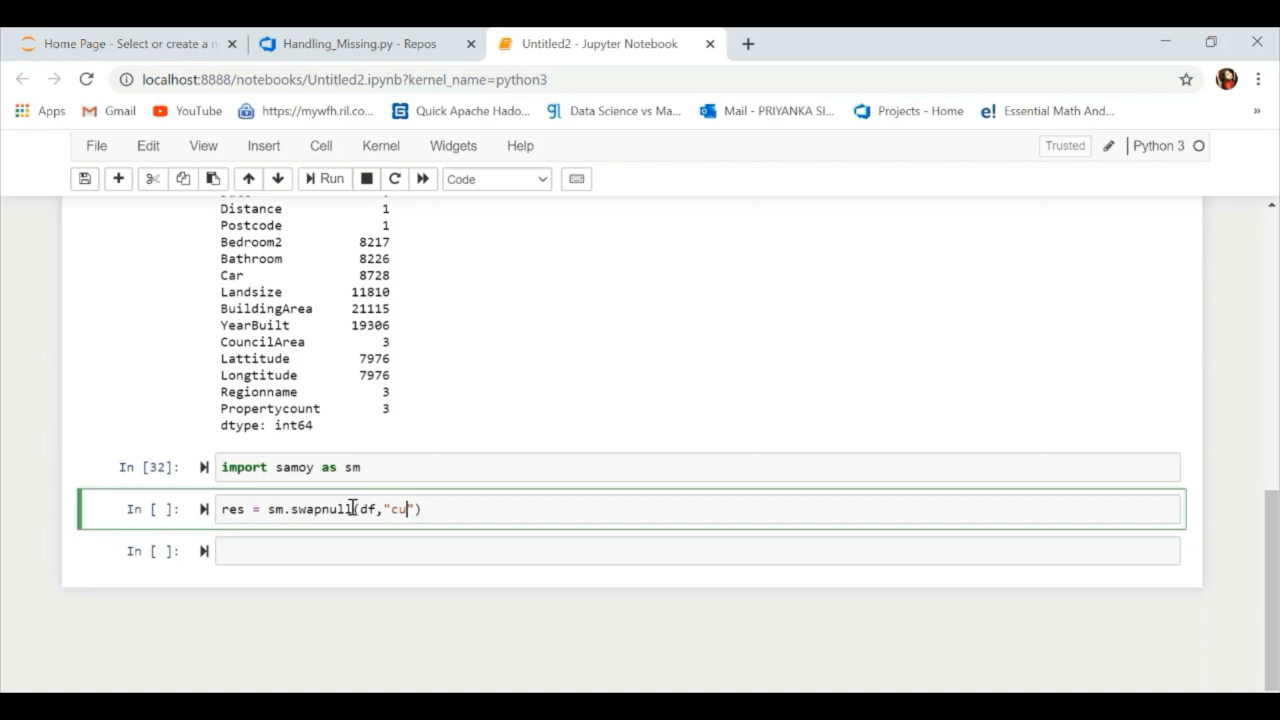 Home Page - Select or create a n
Handling_Missing.py - Repos
Untitled2 - Jupyter Notebook
localhost:8888/notebooks/Untitled2.ipynb?kernel_name=python3
Apps
Gmail
YouTube
https://mywfh.ril.co...
Quick Apache Hado...
Data Science vs Ma...
Mail - PRIYANKA SI...
Projects - Home
Essential Math And...
»
File Edit View Insert Cell Kernel Widgets Help
Trusted
Python 3
Run
Code
Distance 1
Postcode 1
Bedroom2 8217
Bathroom 8226
Car 8728
Landsize 11810
BuildingArea 21115
YearBuilt 19306
CouncilArea 3
Lattitude 7976
Longtitude 7976
Regionname 3
Propertycount 3
dtype: int64
In [32]: import samoy as sm
In [ ]: res = sm.swapnull(df,"cu")
In [ ]: